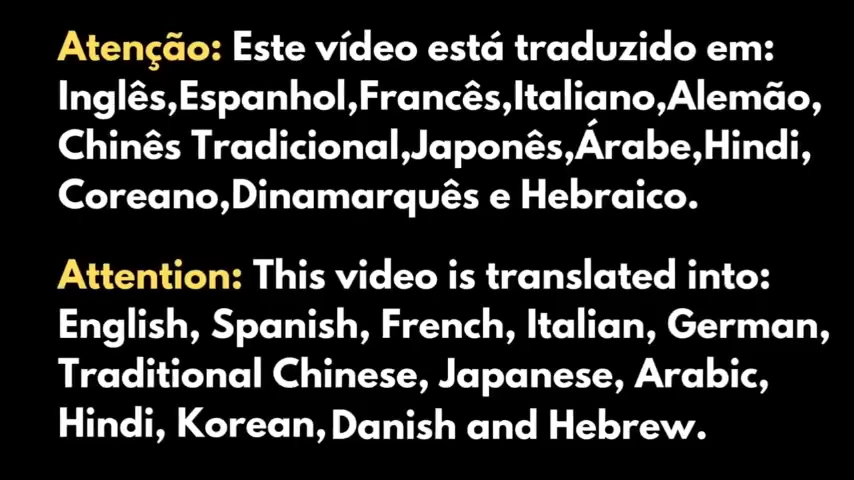 Atenção: Este vídeo está traduzido em:
Inglês,Espanhol,Francês,Italiano,Alemão,
Chinês Tradicional,Japonês,Árabe,Hindi,
Coreano,Dinamarquês e Hebraico.
Attention: This video is translated into:
English, Spanish, French, Italian, German,
Traditional Chinese, Japanese, Arabic,
Hindi, Korean,Danish and Hebrew.